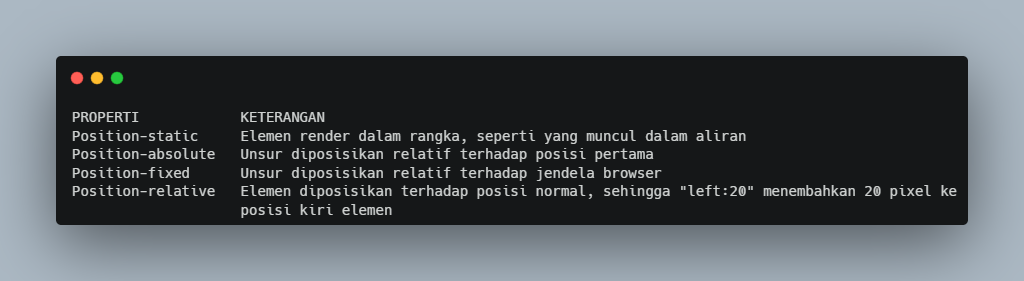 PROPERTI KETERANGAN
Position-static Elemen render dalam rangka, seperti yang muncul dalam aliran
Position-absolute Unsur diposisikan relatif terhadap posisi pertama
Position-fixed Unsur diposisikan relatif terhadap jendela browser
Position-relative Elemen diposisikan terhadap posisi normal, sehingga "left:20" menembahkan 20 pixel ke
posisi kiri elemen